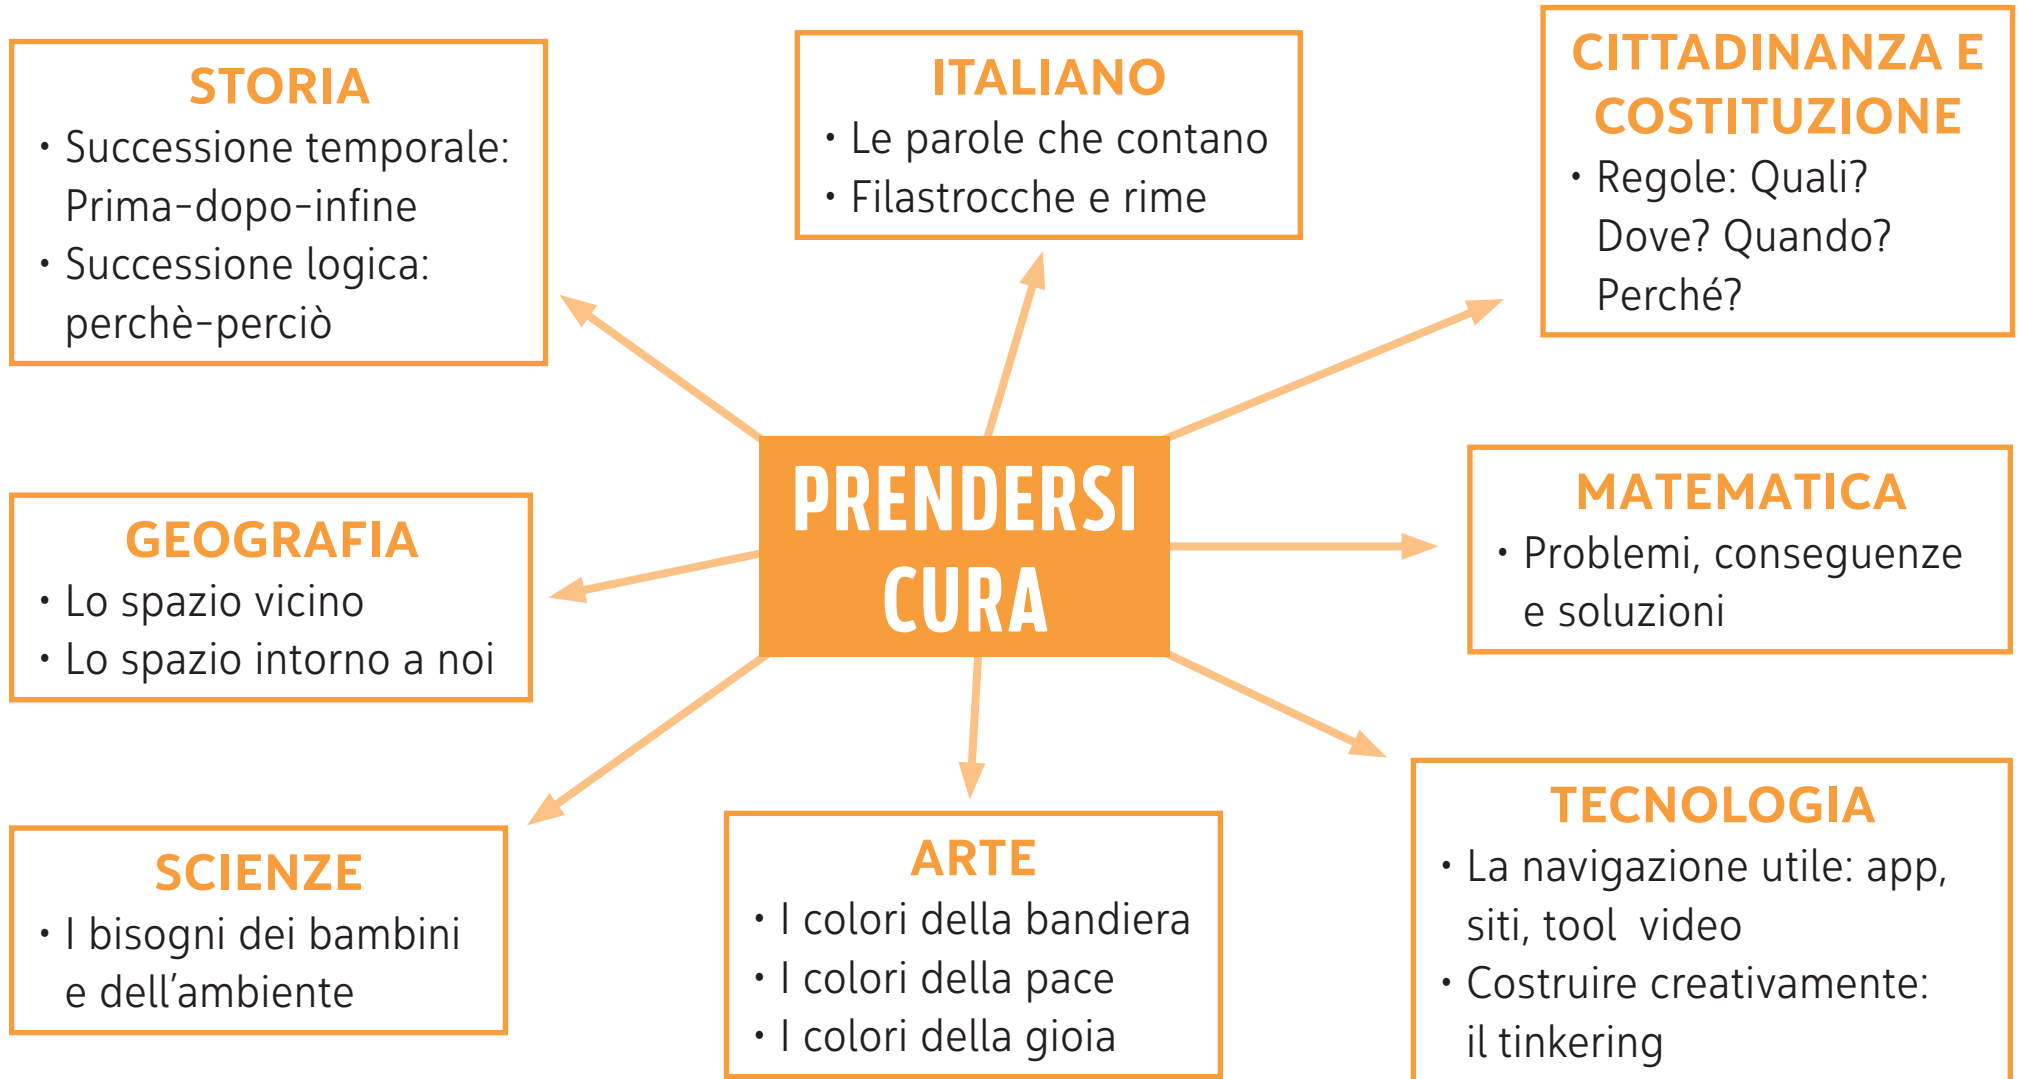 STORIA
• Successione temporale:
Prima-dopo-infine
• Successione logica:
perchè-perciò
ITALIANO
• Le parole che contano
• Filastrocche e rime
CITTADINANZA E
COSTITUZIONE
• Regole: Quali?
Dove? Quando?
Perché?
PRENDERSI
CURA
GEOGRAFIA
• Lo spazio vicino
• Lo spazio intorno a noi
MATEMATICA
• Problemi, conseguenze
e soluzioni
SCIENZE
• I bisogni dei bambini
e dell'ambiente
ARTE
• I colori della bandiera
• I colori della pace
• I colori della gioia
TECNOLOGIA
• La navigazione utile: app,
siti, tool  video
• Costruire creativamente:
il tinkering